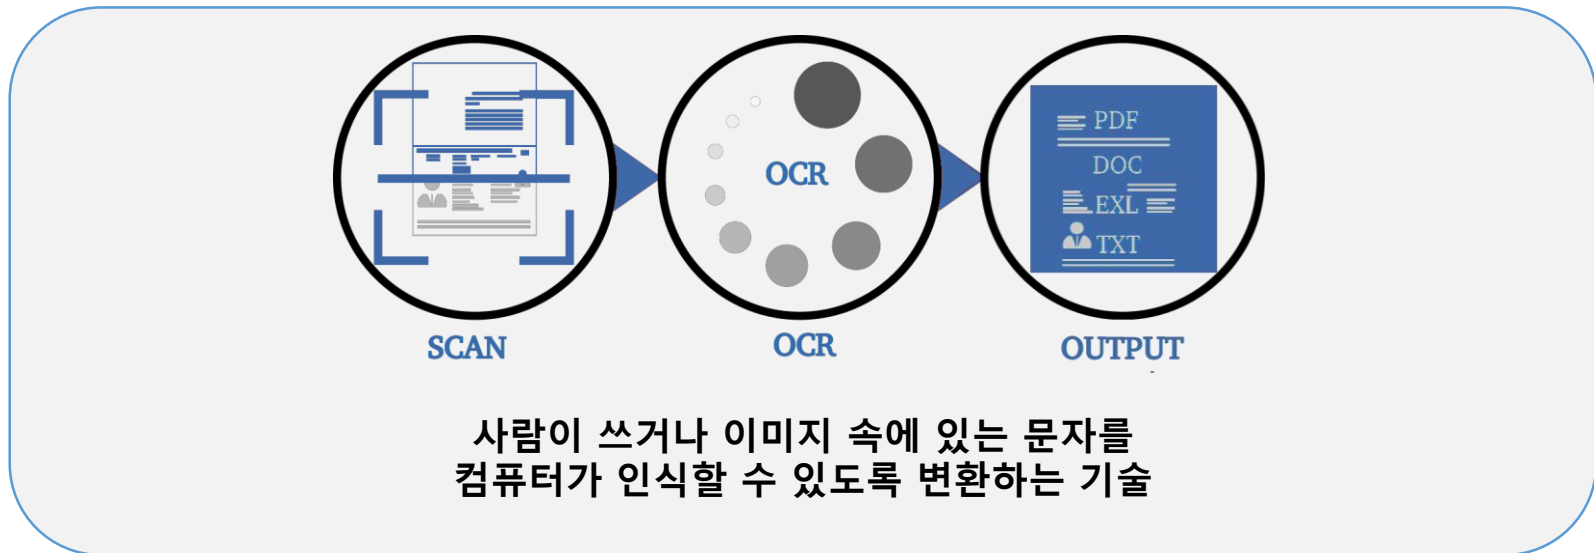 OCR
PDF
DOC
EXL
TXT
SCAN
OCR
OUTPUT
사람이 쓰거나 이미지 속에 있는 문자를
컴퓨터가 인식할 수 있도록 변환하는 기술